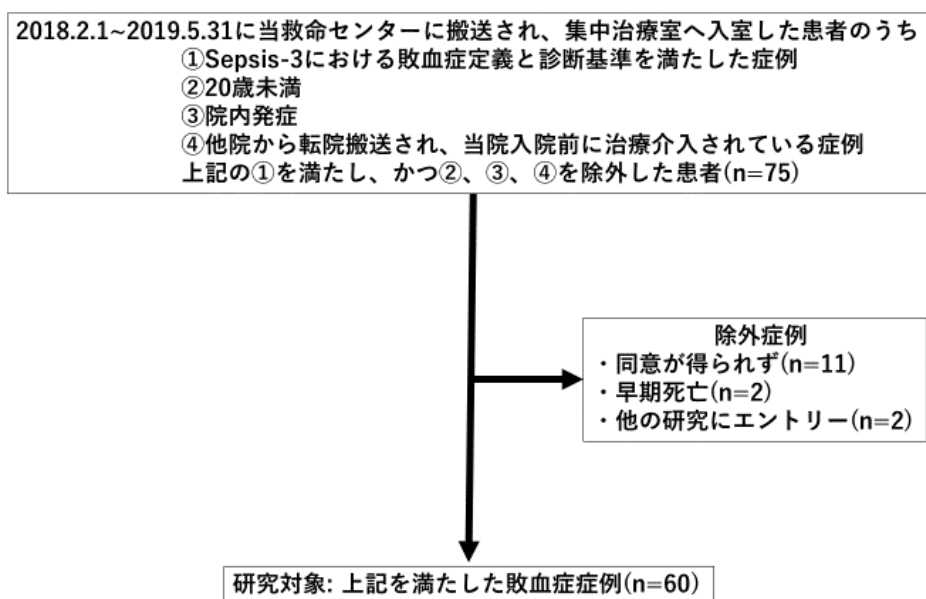 2018.2.1~2019.5.31に当救命センターに搬送され、集中治療室へ入室した患者のうち
①Sepsis-3における敗血症定義と診断基準を満たした症例
②20歳未満
③院内発症
④他院から転院搬送され、当院入院前に治療介入されている症例
上記の①を満たし、かつ②、③、④を除外した患者(n=75)
除外症例
・同意が得られず(n=11)
・早期死亡(n=2)
・他の研究にエントリー(n=2)
研究対象: 上記を満たした敗血症症例(n=60)